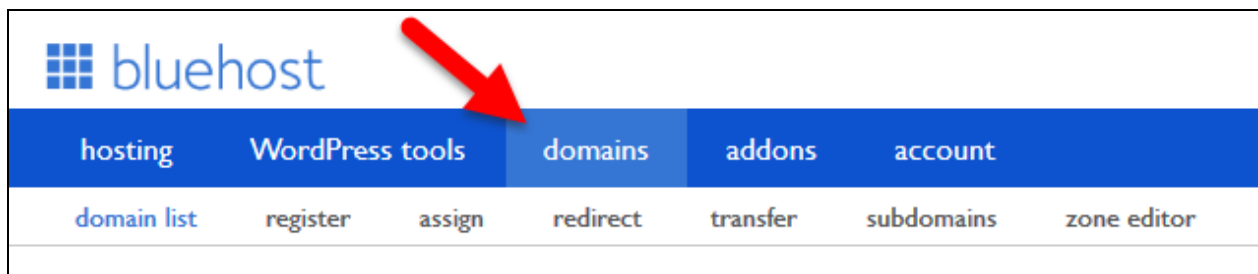 bluehost
hosting WordPress tools domains addons account
domain list register assign redirect transfer subdomains zone editor